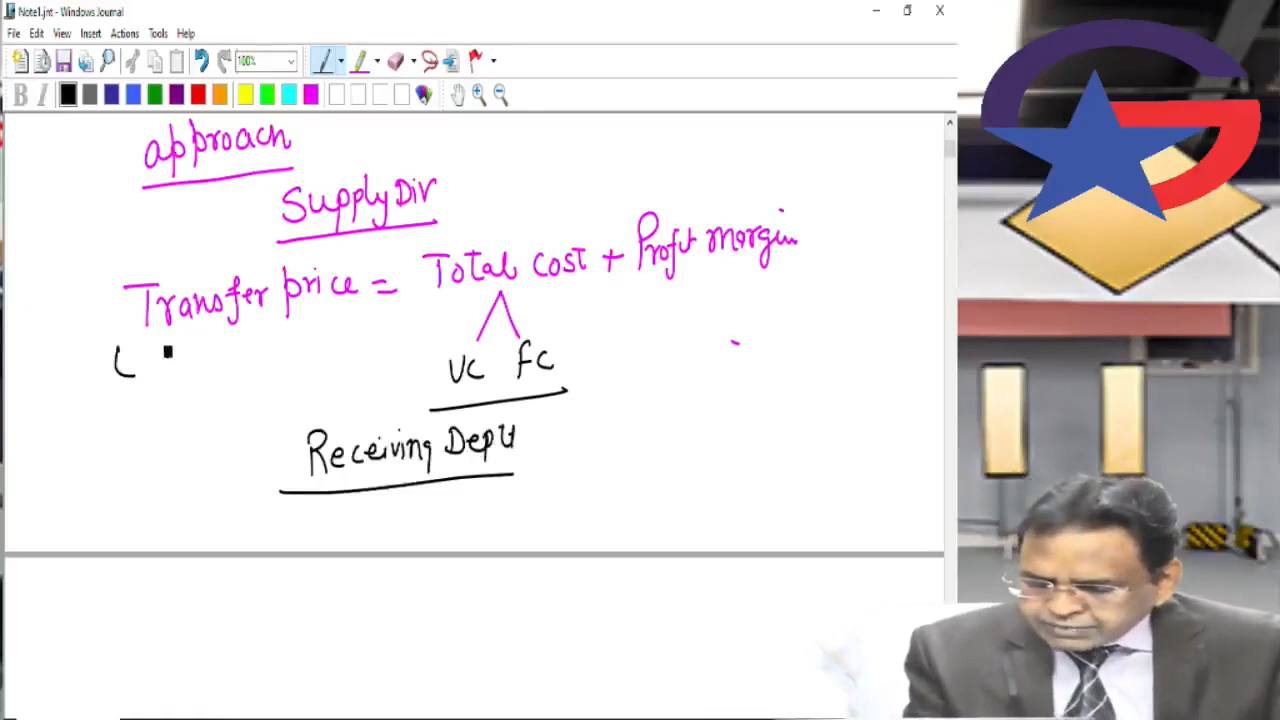 Note1.jnt - Windows Journal
File Edit View Insert Actions Tools Help
100%
B I
approach
Supply Div
Transfer price = Total cost + Profit margin
VC FC
(
Receiving Dept